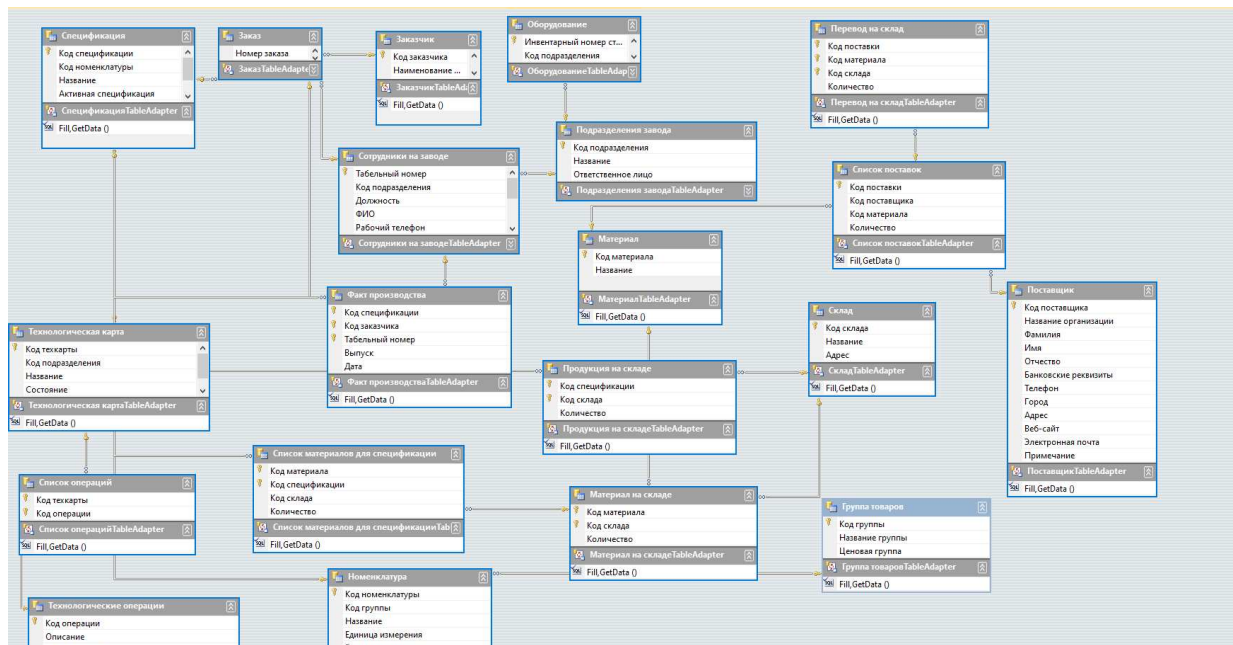 Спецификация
Код спецификации
Код номенклатуры
Название
Активная спецификация
СпецификацияTableAdapter
Fill,GetData ()
Заказ
Номер заказа
ЗаказTableAdapte
Заказчик
Код заказчика
Наименование ...
ЗаказчикTableAda
Fill,GetData ()
Оборудование
Инвентарный номер ст...
Код подразделения
ОборудованиеTableAdap
Перевод на склад
Код поставки
Код материала
Код склада
Количество
Перевод на складTableAdapter
Fill,GetData ()
Сотрудники на заводе
Табельный номер
Код подразделения
Должность
ФИО
Рабочий телефон
Сотрудники на заводеTableAdapter
Подразделения завода
Код подразделения
Название
Ответственное лицо
Подразделения заводаTableAdapter
Список поставок
Код поставки
Код поставщика
Код материала
Количество
Список поставокTableAdapter
Fill,GetData ()
Материал
Код материала
Название
МатериалTableAdapter
Fill,GetData ()
Факт производства
Код спецификации
Код заказчика
Табельный номер
Выпуск
Дата
Факт производстваTableAdapter
Fill,GetData ()
Поставщик
Код поставщика
Название организации
Фамилия
Имя
Отчество
Банковские реквизиты
Телефон
Город
Адрес
Веб-сайт
Электронная почта
Примечание
ПоставщикTableAdapter
Fill,GetData ()
Склад
Код склада
Название
Адрес
СкладTableAdapter
Fill,GetData ()
Технологическая карта
Код техкарты
Код подразделения
Название
Состояние
Технологическая картаTableAdapter
Fill,GetData ()
Продукция на складе
Код спецификации
Код склада
Количество
Продукция на складеTableAdapter
Fill,GetData ()
Список материалов для спецификации
Код материала
Код спецификации
Код склада
Количество
Список материалов для спецификацииTab
Fill,GetData ()
Список операций
Код техкарты
Код операции
Список операцийTableAdapter
Fill,GetData ()
Материал на складе
Код материала
Код склада
Количество
Материал на складеTableAdapter
Fill,GetData ()
Группа товаров
Код группы
Название группы
Ценовая группа
Группа товаровTableAdapter
Fill,GetData ()
Номенклатура
Код номенклатуры
Код группы
Название
Единица измерения
Технологические операции
Код операции
Описание